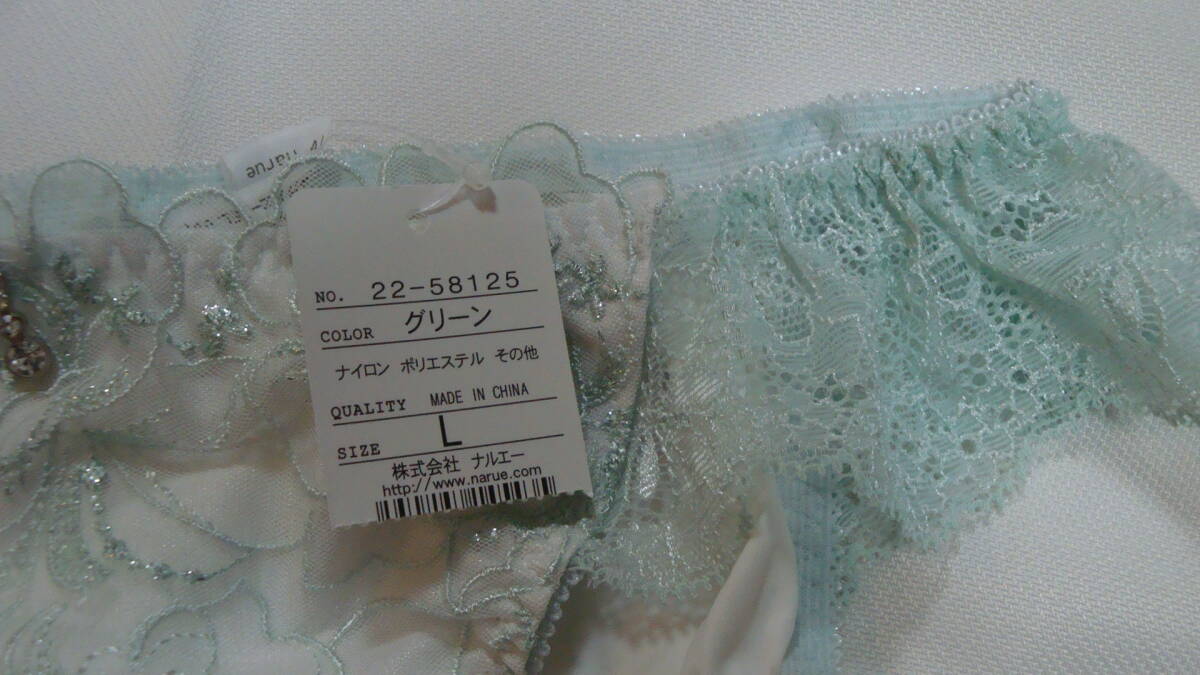 narue
NO. 22-58125
COLOR グリーン
ナイロン ポリエステル その他
QUALITY MADE IN CHINA
SIZE L
株式会社 ナルエー
http://www.narue.com